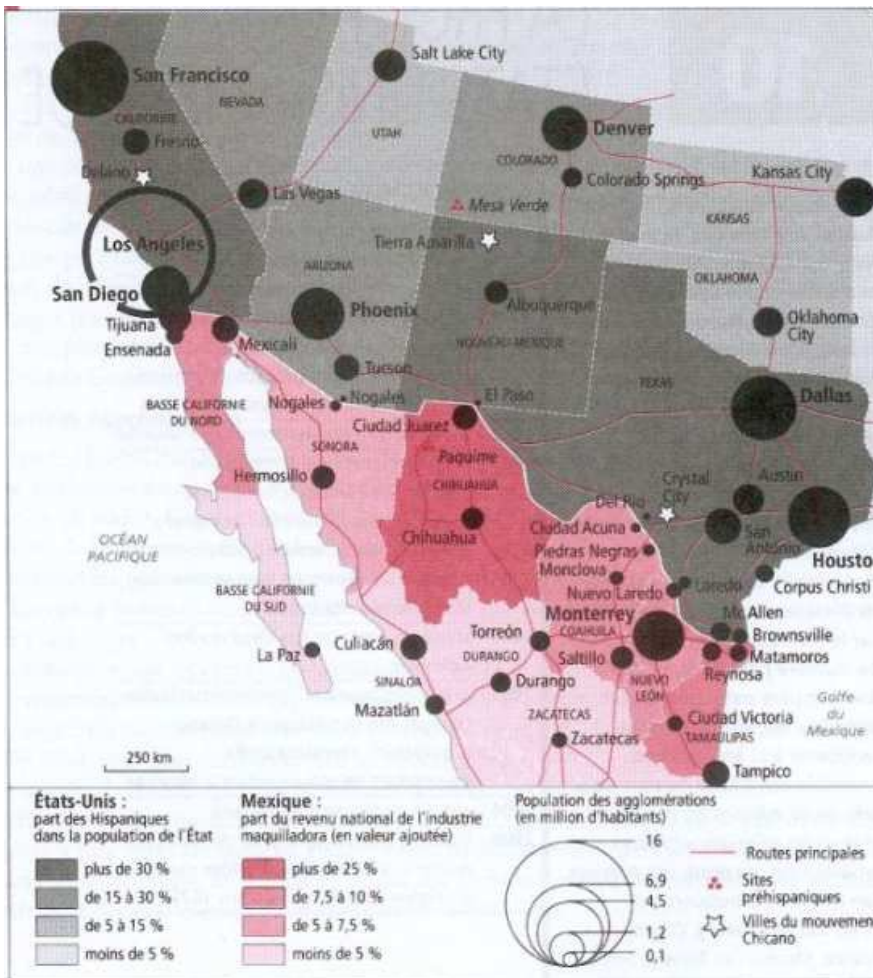 Salt Lake City
San Francisco
NEVADA
CALIFORNIE
UTAH
Denver
Fresno
COLORADO
Delano
Kansas City
Las Vegas
Colorado Springs
Mesa Verde
KANSAS
Los Angeles
Tierra Amarilla
ARIZONA
OKLAHOMA
San Diego
Phoenix
Albuquerque
Oklahoma
City
Tijuana
Ensenada
Mexicali
NOUVEAU-MEXIQUE
Tucson
TEXAS
Dallas
Nogales
Nogales
El Paso
BASSE CALIFORNIE
DU NORD
Ciudad Juarez
SONORA
Paquime
Crystal
City
Austin
Hermosillo
CHIHUAHUA
Del Rio
Chihuahua
Ciudad Acuna
San
Antonio
OCÉAN
PACIFIQUE
Piedras Negras
Monclova
Housto
BASSE CALIFORNIE
DU SUD
Nuevo Laredo
Laredo
Corpus Christi
Monterrey
Mc Allen
Culiacán
Torreón
COAHUILA
Brownsville
La Paz
DURANGO
Saltillo
Matamoros
Reynosa
SINALOA
Durango
NUEVO
LEÓN
Golfe
du
Mexique
Mazatlán
ZACATECAS
Ciudad Victoria
TAMAULIPAS
Zacatecas
250 km
Tampico
États-Unis :
part des Hispaniques
dans la population de l'État
plus de 30 %
de 15 à 30 %
de 5 à 15 %
moins de 5 %
Mexique :
part du revenu national de l'industrie
maquilladora (en valeur ajoutée)
plus de 25 %
de 7,5 à 10 %
de 5 à 7,5 %
moins de 5 %
Population des agglomérations
(en million d'habitants)
16
6,9
4,5
1,2
0,1
Routes principales
Sites
préhispaniques
Villes du mouvemen
Chicano